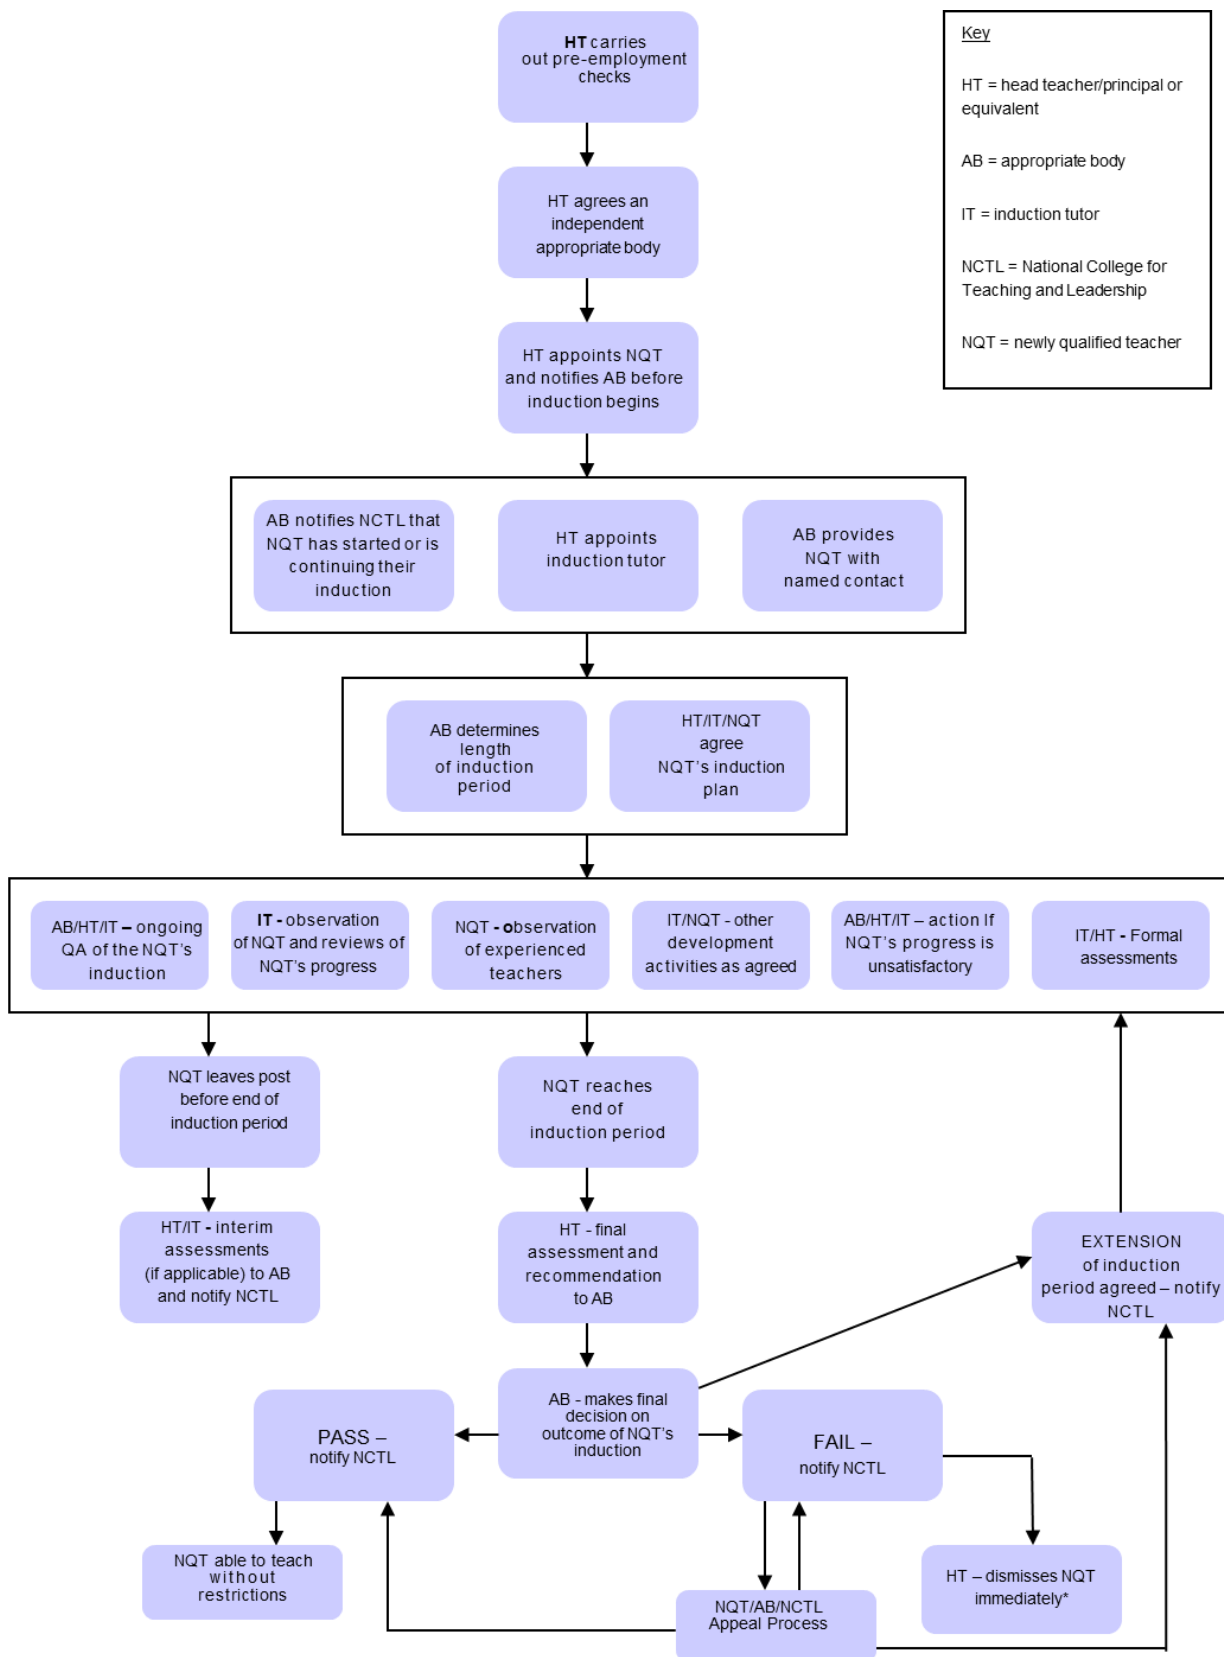 HT carries
out pre-employment
checks
Key
HT = head teacher/principal or
equivalent
AB = appropriate body
IT = induction tutor
NCTL = National College for
Teaching and Leadership
NQT = newly qualified teacher
HT agrees an
independent
appropriate body
HT appoints NQT
and notifies AB before
induction begins
AB notifies NCTL that
NQT has started or is
continuing their
induction
HT appoints
induction tutor
AB provides
NQT with
named contact
AB determines
length
of induction
period
HT/IT/NQT
agree
NQT's induction
plan
AB/HT/IT – ongoing
QA of the NQT's
induction
IT - observation
of NQT and reviews of
NQT's progress
NQT - observation
of experienced
teachers
IT/NQT - other
development
activities as agreed
AB/HT/IT – action If
NQT's progress is
unsatisfactory
IT/HT - Formal
assessments
NQT leaves post
before end of
induction period
NQT reaches
end of
induction period
HT/IT - interim
assessments
(if applicable) to AB
and notify NCTL
HT - final
assessment and
recommendation
to AB
EXTENSION
of induction
period agreed – notify
NCTL
PASS –
notify NCTL
AB - makes final
decision on
outcome of NQT's
induction
FAIL –
notify NCTL
NQT able to teach
without
restrictions
NQT/AB/NCTL
Appeal Process
HT – dismisses NQT
immediately*